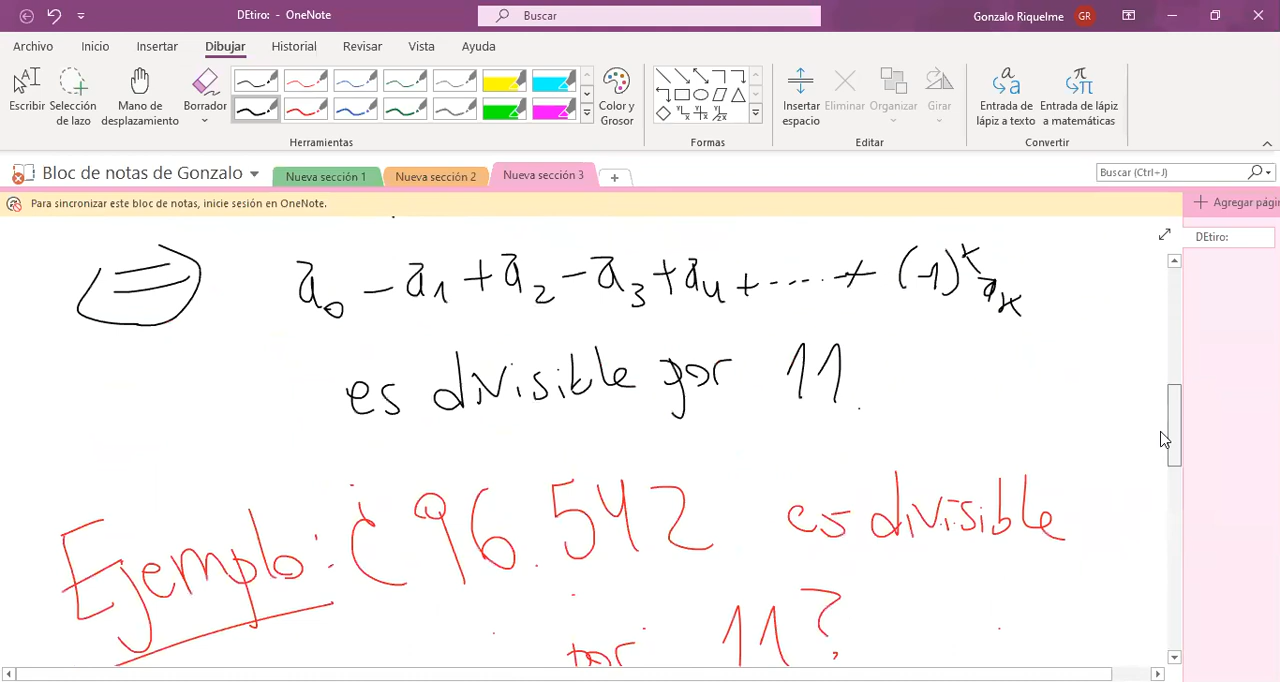 DEtiro: - OneNote
Buscar
Gonzalo Riquelme GR
Archivo Inicio Insertar Dibujar Historial Revisar Vista Ayuda
Escribir Selección de lazo Mano de desplazamiento Borrador Color y Grosor Insertar espacio Eliminar Organizar Girar Entrada de lápiz a texto Entrada de lápiz a matemáticas
Herramientas Formas Editar Convertir
Bloc de notas de Gonzalo Nueva sección 1 Nueva sección 2 Nueva sección 3 Buscar (Ctrl+J)
Para sincronizar este bloc de notas, inicie sesión en OneNote. Agregar págin
DEtiro:
a₀ - a₁ + a₂ - a₃ + a₄ + ..... + (-1)ᵏ aₖ
es divisible por 11.
Ejemplo: ¿96.542 es divisible
por 11?